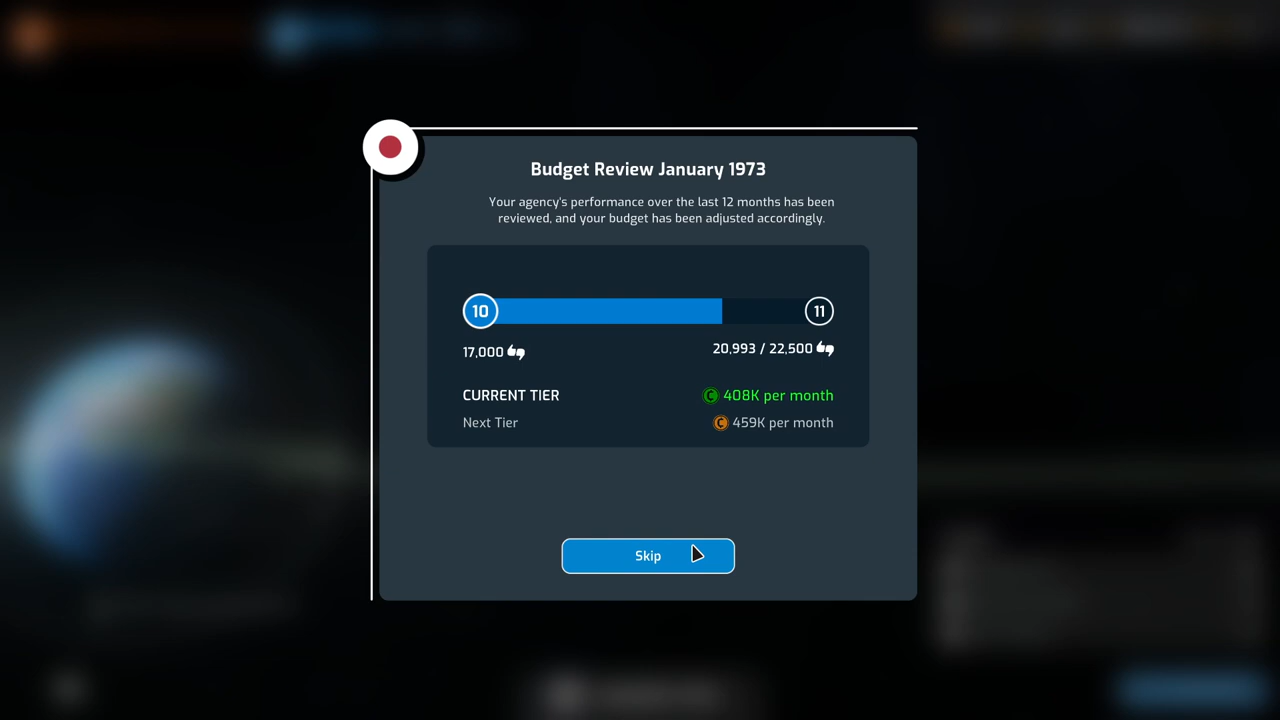 Budget Review January 1973
Your agency's performance over the last 12 months has been
reviewed, and your budget has been adjusted accordingly.
10
11
17,000
20,993 / 22,500
CURRENT TIER
408K per month
Next Tier
459K per month
Skip